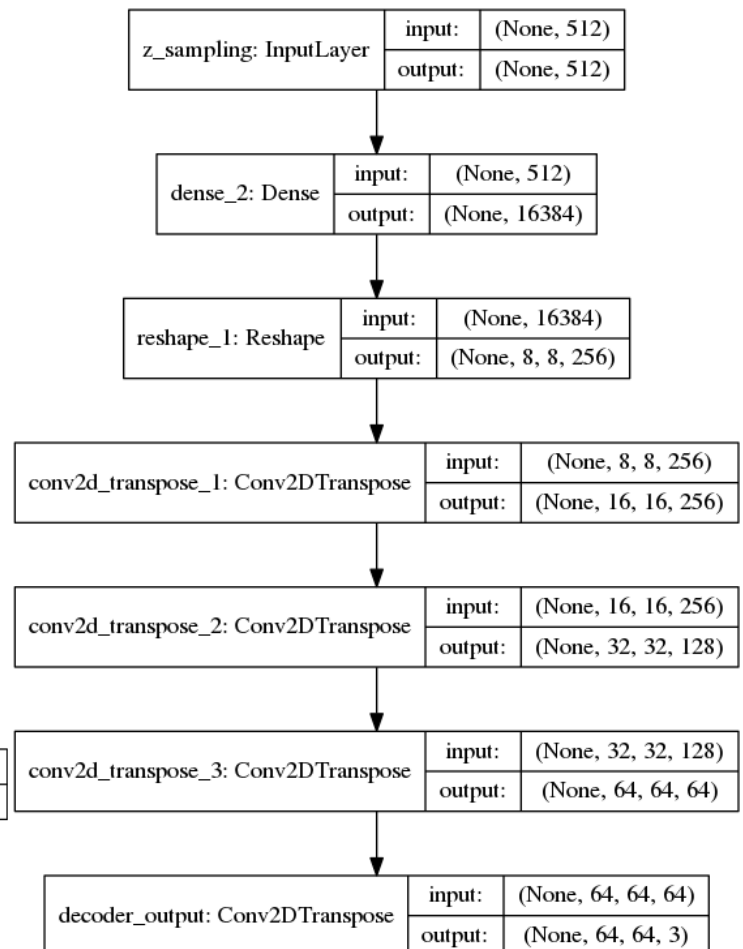 z_sampling: InputLayer
input: (None, 512)
output: (None, 512)
dense_2: Dense
input: (None, 512)
output: (None, 16384)
reshape_1: Reshape
input: (None, 16384)
output: (None, 8, 8, 256)
conv2d_transpose_1: Conv2DTranspose
input: (None, 8, 8, 256)
output: (None, 16, 16, 256)
conv2d_transpose_2: Conv2DTranspose
input: (None, 16, 16, 256)
output: (None, 32, 32, 128)
conv2d_transpose_3: Conv2DTranspose
input: (None, 32, 32, 128)
output: (None, 64, 64, 64)
decoder_output: Conv2DTranspose
input: (None, 64, 64, 64)
output: (None, 64, 64, 3)